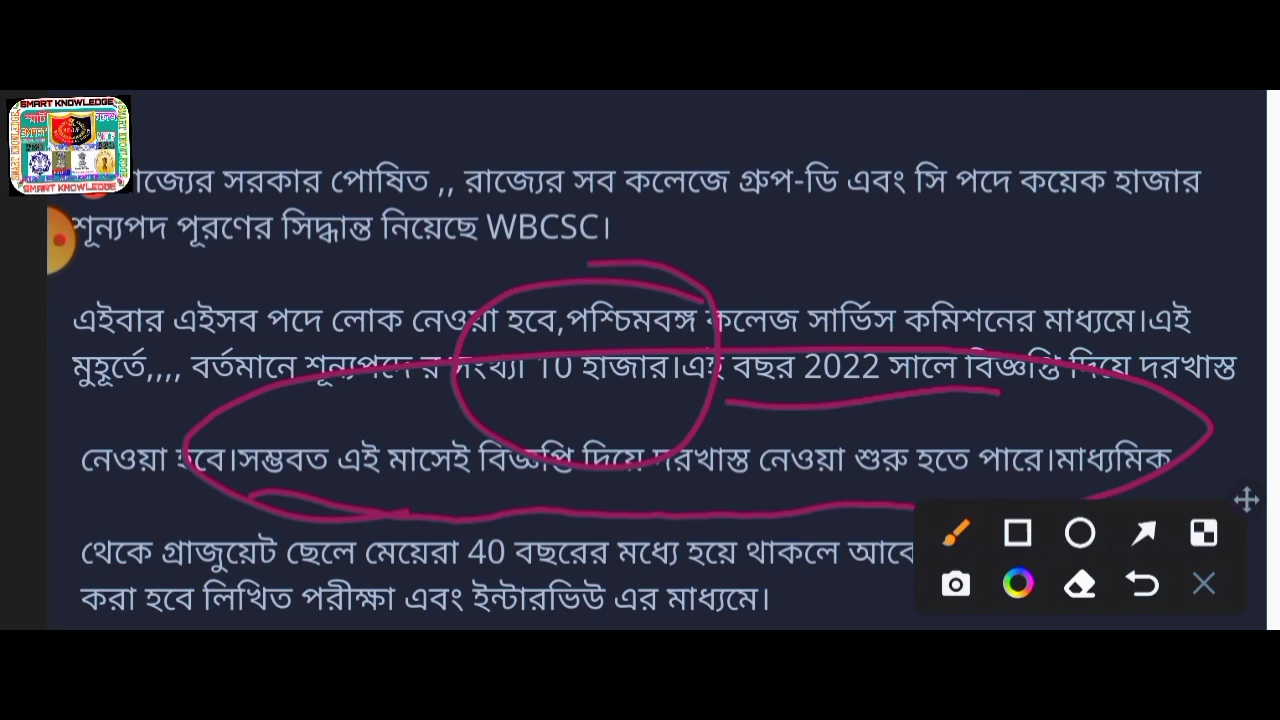 SMART KNOWLEDGE
রাজ্যের সরকার পোষিত ,, রাজ্যের সব কলেজে গ্রুপ-ডি এবং সি পদে কয়েক হাজার
শূন্যপদ পূরণের সিদ্ধান্ত নিয়েছে WBCSC।
এইবার এইসব পদে লোক নেওয়া হবে,পশ্চিমবঙ্গ কলেজ সার্ভিস কমিশনের মাধ্যমে।এই
মুহূর্তে,,,, বর্তমানে শূন্যপদে র সংখ্যা 10 হাজার।এই বছর 2022 সালে বিজ্ঞপ্তি দিয়ে দরখাস্ত
নেওয়া হবে।সম্ভবত এই মাসেই বিজ্ঞপ্তি দিয়ে দরখাস্ত নেওয়া শুরু হতে পারে।মাধ্যমিক
থেকে গ্রাজুয়েট ছেলে মেয়েরা 40 বছরের মধ্যে হয়ে থাকলে
করা হবে লিখিত পরীক্ষা এবং ইন্টারভিউ এর মাধ্যমে।
SMART KNOWLEDGE